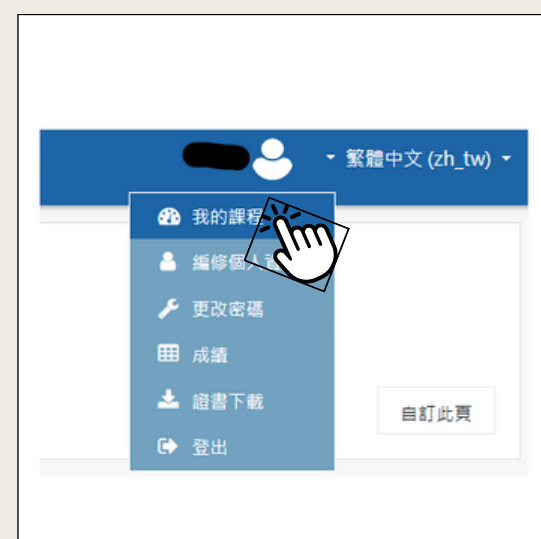 繁體中文 (zh_tw)
我的課程
編修個人
更改密碼
成績
證書下載
自訂此頁
登出